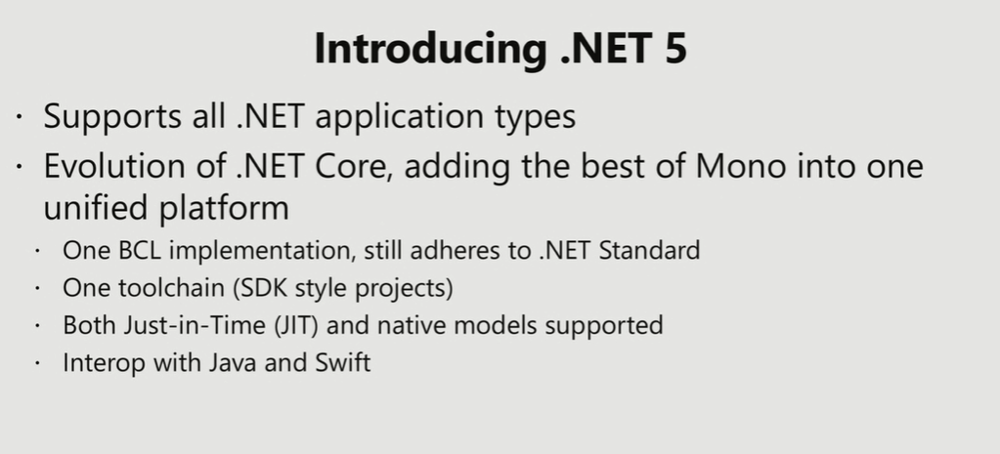 Introducing .NET 5
· Supports all .NET application types
· Evolution of .NET Core, adding the best of Mono into one
unified platform
· One BCL implementation, still adheres to .NET Standard
· One toolchain (SDK style projects)
· Both Just-in-Time (JIT) and native models supported
· Interop with Java and Swift